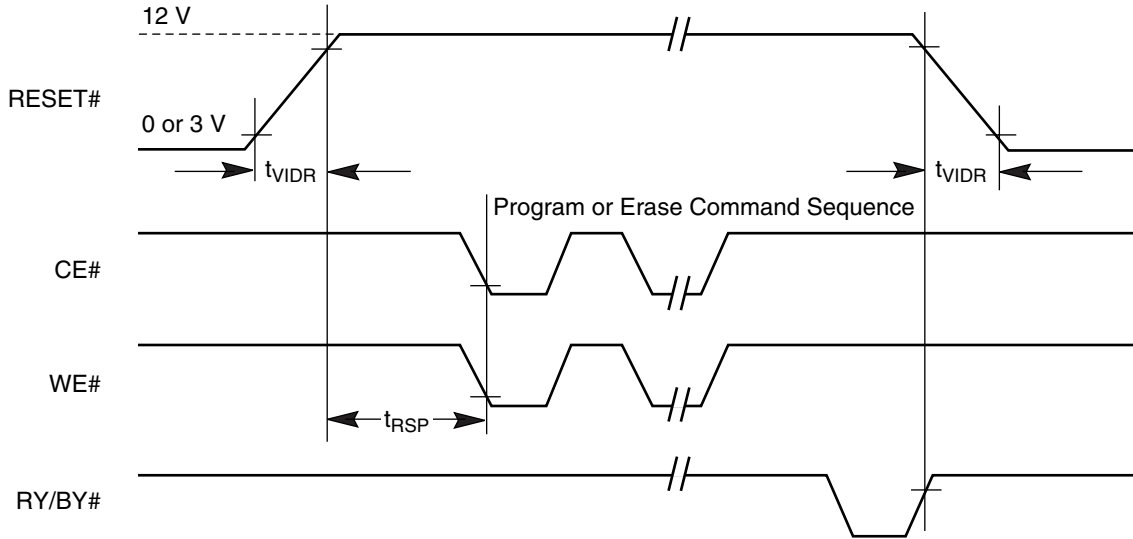 12 V
RESET#
0 or 3 V
tVIDR
tVIDR
Program or Erase Command Sequence
CE#
WE#
tRSP
RY/BY#